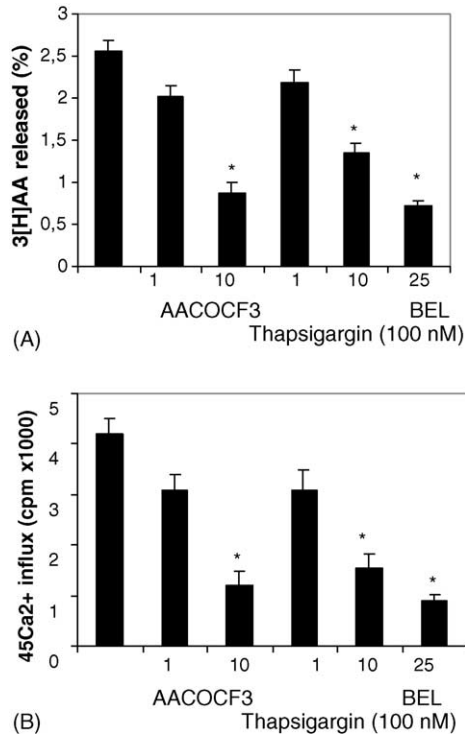 3[H]AA released (%)
3
2,5
2
1,5
1
0,5
0
*
*
*
1 10 1 10 25
AACOCF3 BEL
Thapsigargin (100 nM)
(A)
45Ca2+ influx (cpm x1000)
5
4
3
2
1
0
*
*
*
1 10 1 10 25
AACOCF3 BEL
Thapsigargin (100 nM)
(B)